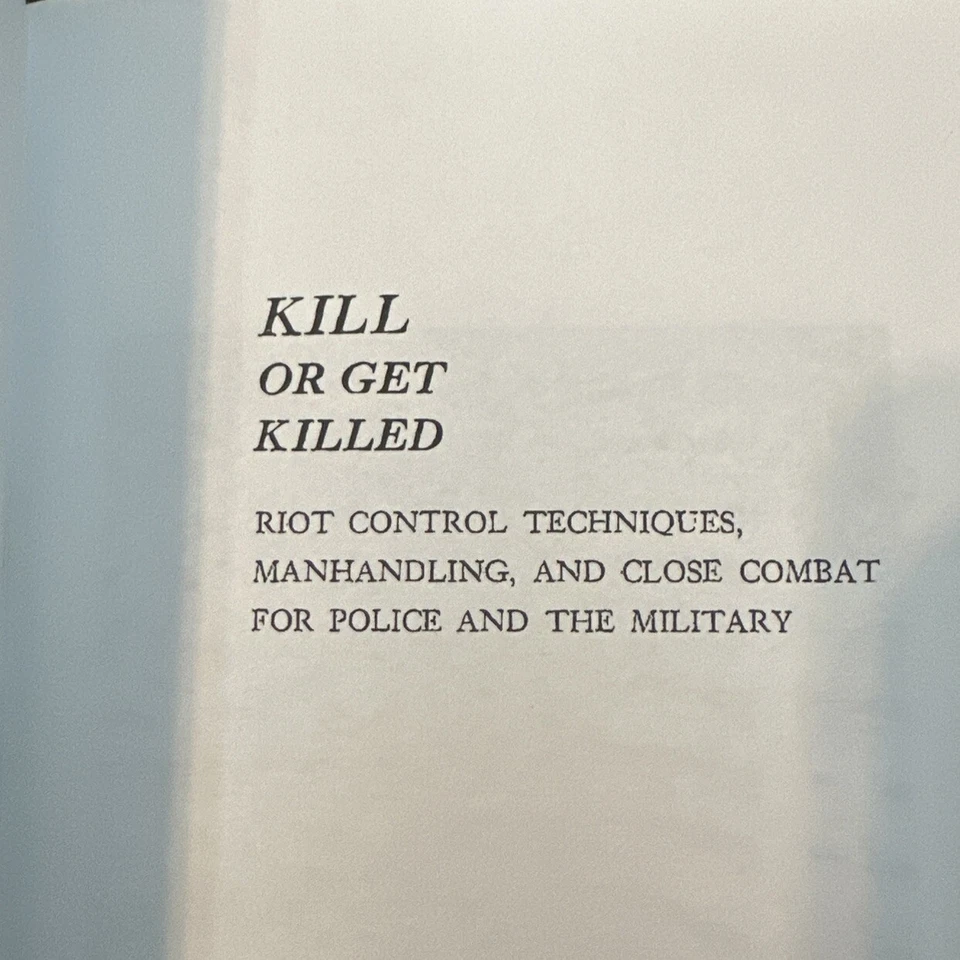 KILL
OR GET
KILLED
RIOT CONTROL TECHNIQUES,
MANHANDLING, AND CLOSE COMBAT
FOR POLICE AND THE MILITARY